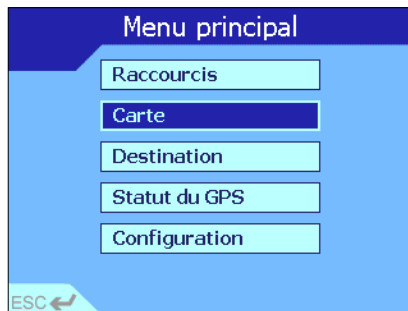 Menu principal
Raccourcis
Carte
Destination
Statut du GPS
Configuration
ESC